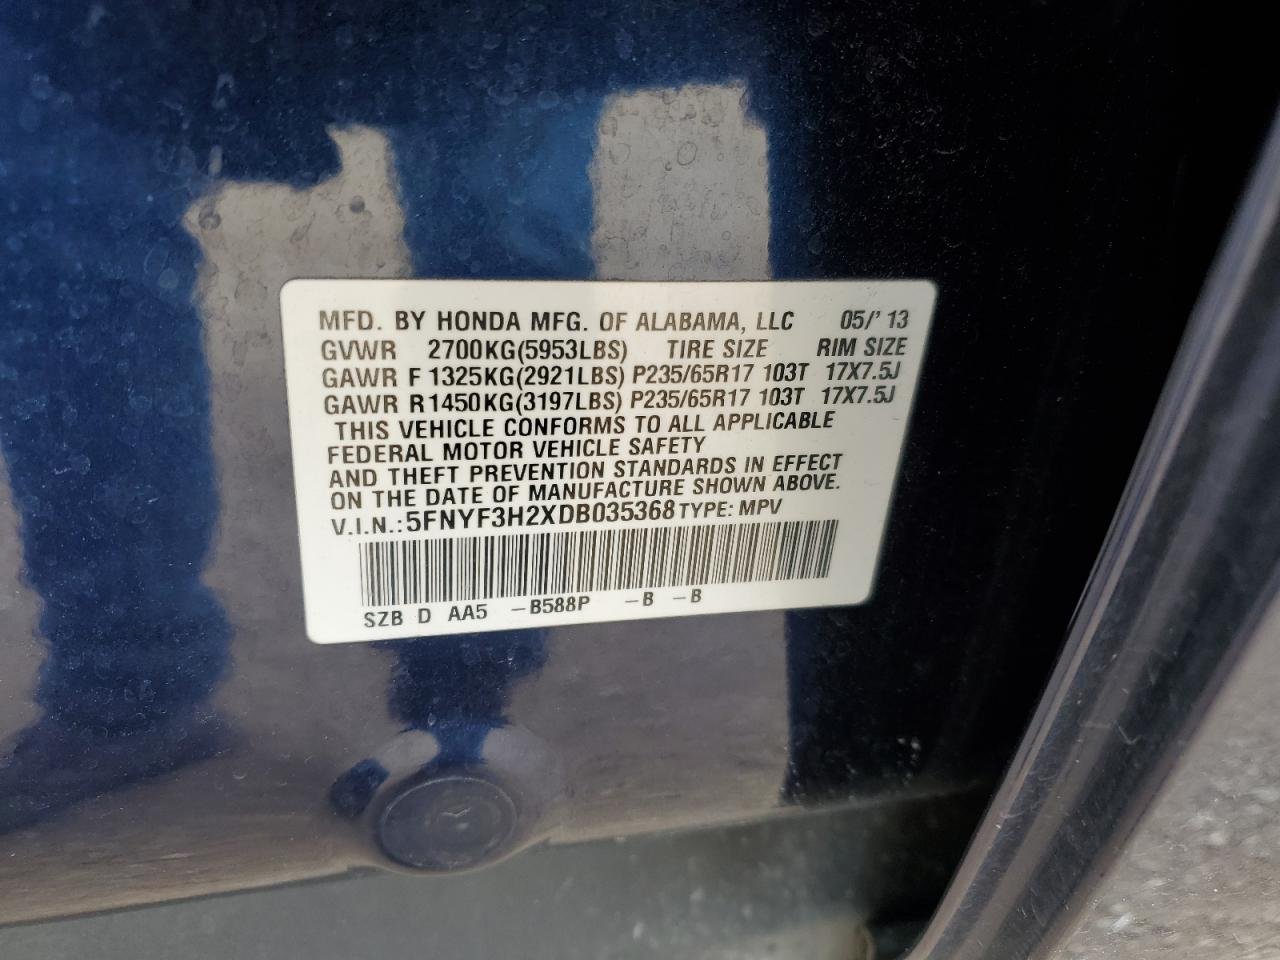 MFD. BY HONDA MFG. OF ALABAMA, LLC 05/'13
GVWR 2700KG(5953LBS) TIRE SIZE RIM SIZE
GAWR F 1325KG(2921LBS) P235/65R17 103T 17X7.5J
GAWR R1450KG(3197LBS) P235/65R17 103T 17X7.5J
THIS VEHICLE CONFORMS TO ALL APPLICABLE
FEDERAL MOTOR VEHICLE SAFETY
AND THEFT PREVENTION STANDARDS IN EFFECT
ON THE DATE OF MANUFACTURE SHOWN ABOVE.
V.I.N.:5FNYF3H2XDB035368 TYPE: MPV
SZB D AA5 -B588P -B -B